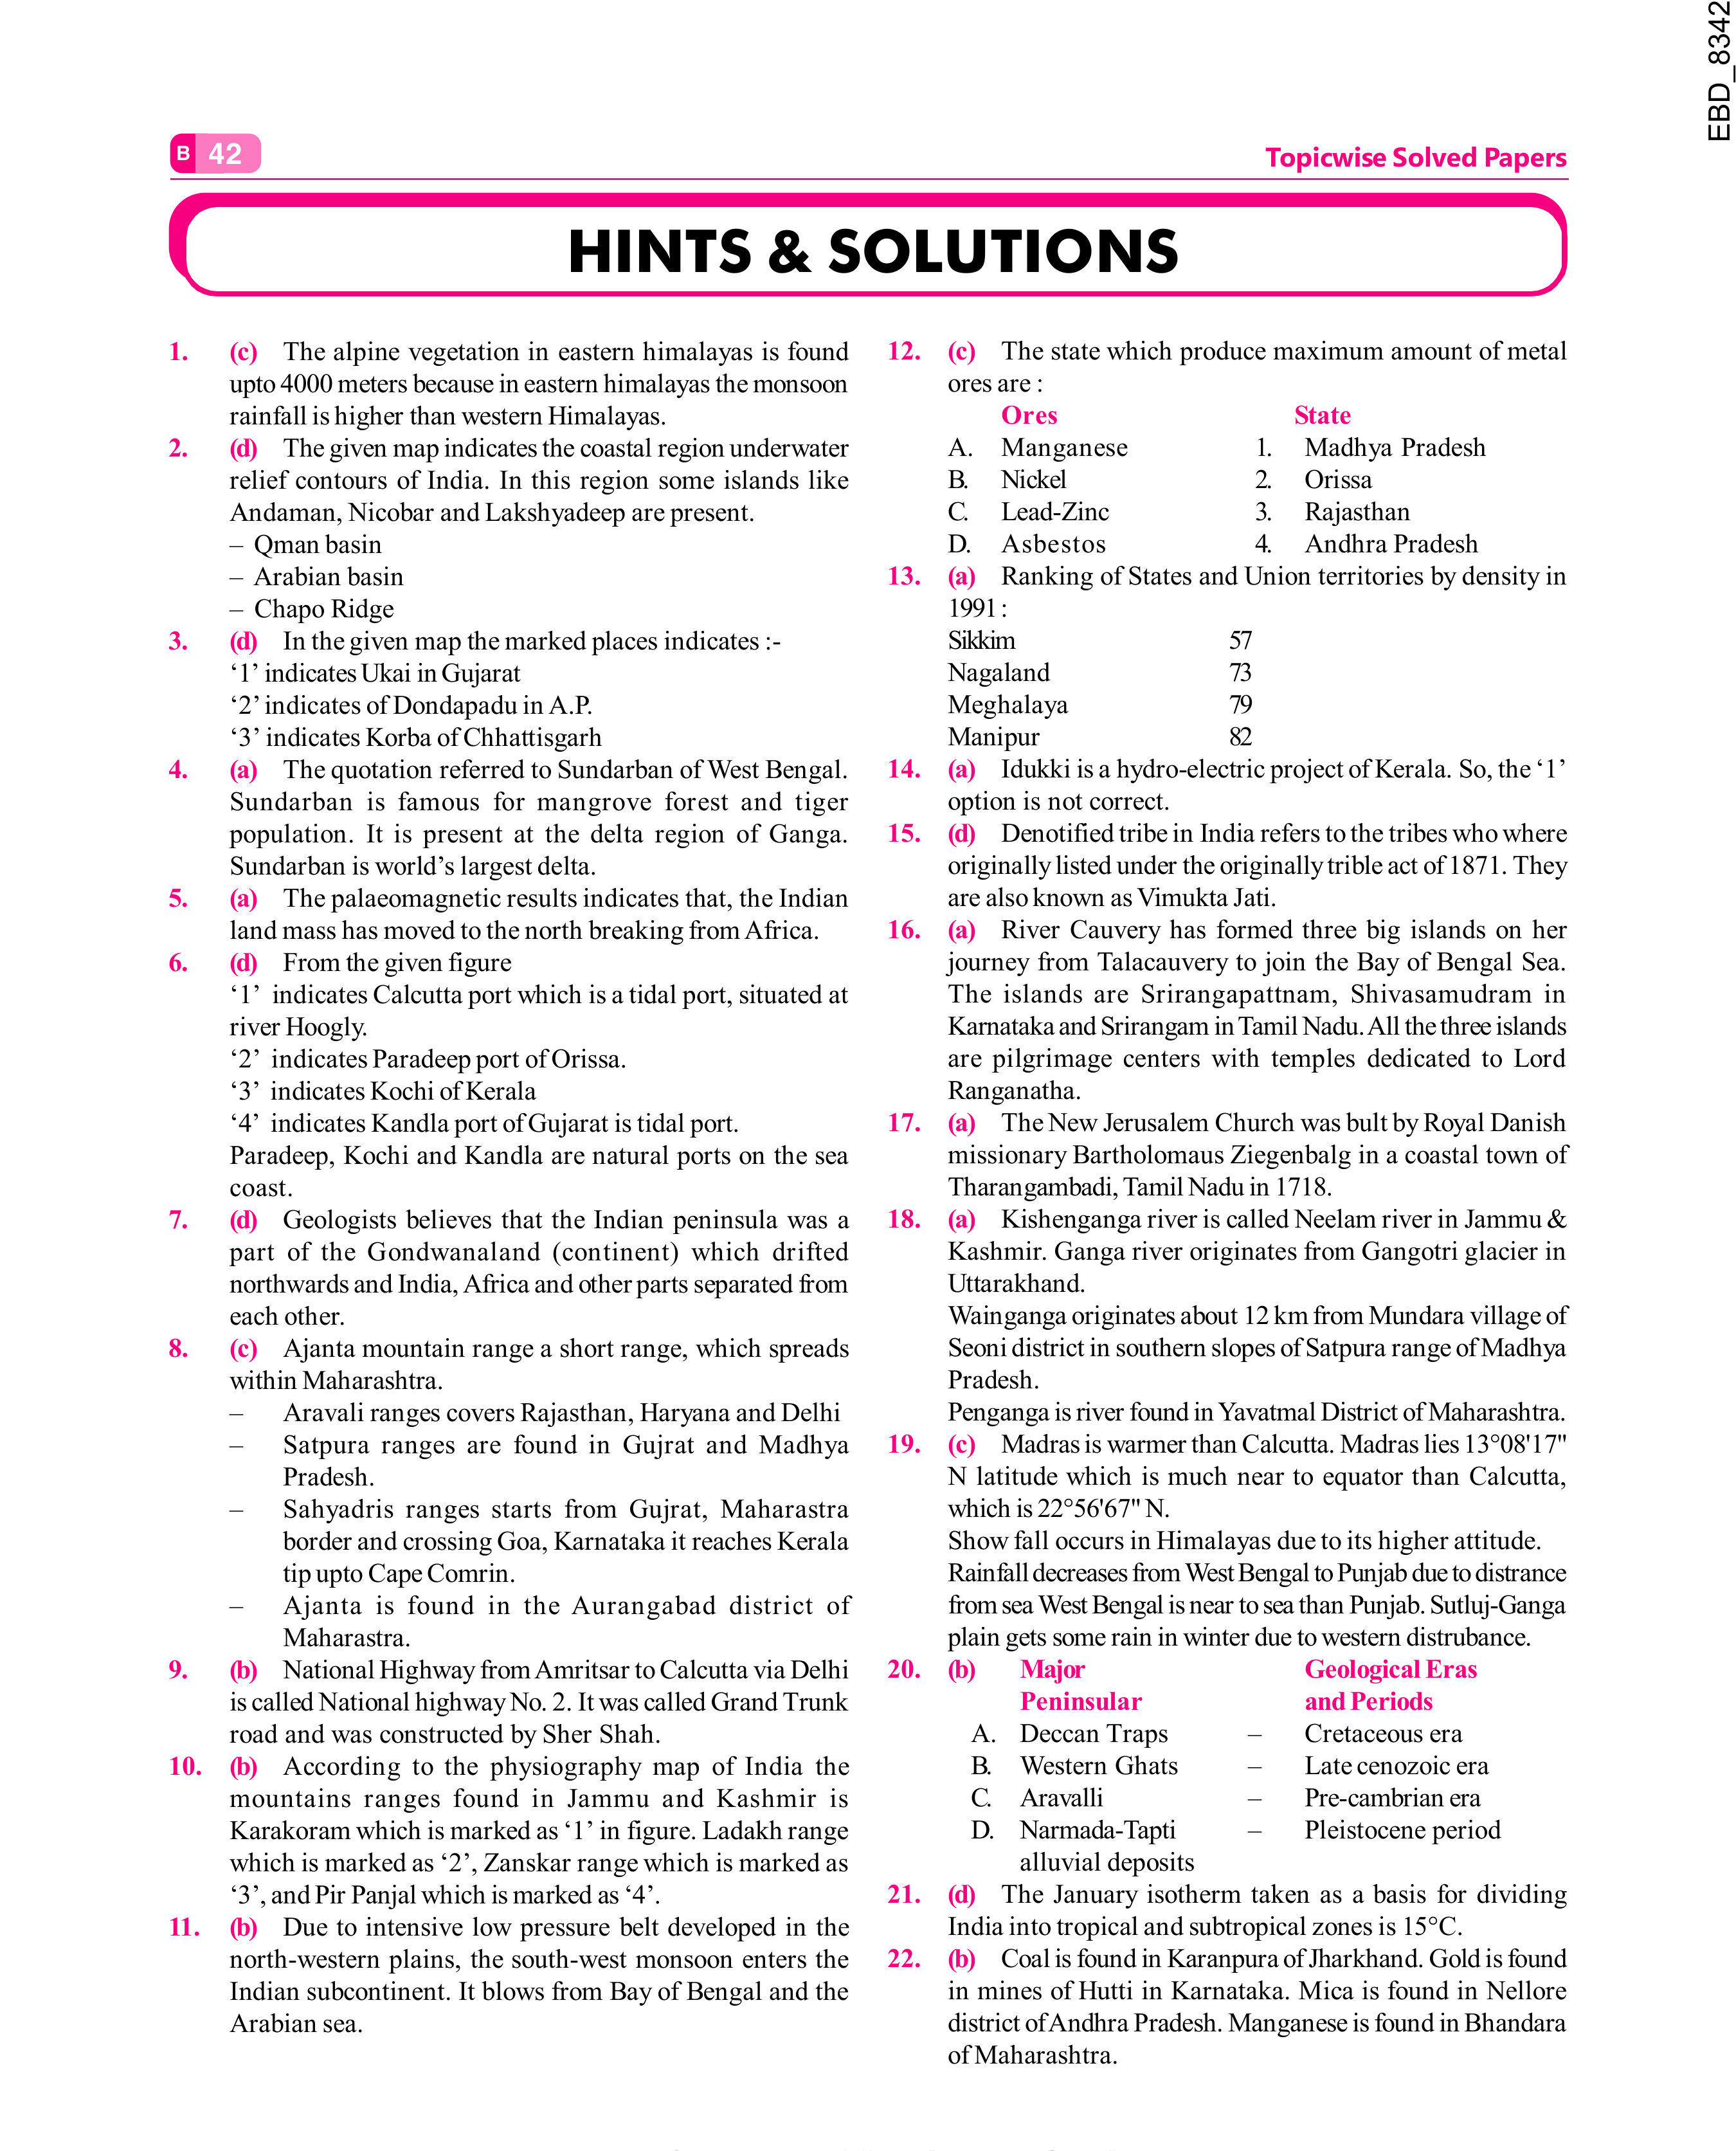 EBD_8342
B 42
Topicwise Solved Papers
HINTS & SOLUTIONS
1. (c) The alpine vegetation in eastern himalayas is found
upto 4000 meters because in eastern himalayas the monsoon
rainfall is higher than western Himalayas.
2. (d) The given map indicates the coastal region underwater
relief contours of India. In this region some islands like
Andaman, Nicobar and Lakshyadeep are present.
– Qman basin
– Arabian basin
– Chapo Ridge
3. (d) In the given map the marked places indicates :-
‘1’ indicates Ukai in Gujarat
‘2’ indicates of Dondapadu in A.P.
‘3’ indicates Korba of Chhattisgarh
4. (a) The quotation referred to Sundarban of West Bengal.
Sundarban is famous for mangrove forest and tiger
population. It is present at the delta region of Ganga.
Sundarban is world’s largest delta.
5. (a) The palaeomagnetic results indicates that, the Indian
land mass has moved to the north breaking from Africa.
6. (d) From the given figure
‘1’ indicates Calcutta port which is a tidal port, situated at
river Hoogly.
‘2’ indicates Paradeep port of Orissa.
‘3’ indicates Kochi of Kerala
‘4’ indicates Kandla port of Gujarat is tidal port.
Paradeep, Kochi and Kandla are natural ports on the sea
coast.
7. (d) Geologists believes that the Indian peninsula was a
part of the Gondwanaland (continent) which drifted
northwards and India, Africa and other parts separated from
each other.
8. (c) Ajanta mountain range a short range, which spreads
within Maharashtra.
– Aravali ranges covers Rajasthan, Haryana and Delhi
– Satpura ranges are found in Gujrat and Madhya
Pradesh.
– Sahyadris ranges starts from Gujrat, Maharastra
border and crossing Goa, Karnataka it reaches Kerala
tip upto Cape Comrin.
– Ajanta is found in the Aurangabad district of
Maharastra.
9. (b) National Highway from Amritsar to Calcutta via Delhi
is called National highway No. 2. It was called Grand Trunk
road and was constructed by Sher Shah.
10. (b) According to the physiography map of India the
mountains ranges found in Jammu and Kashmir is
Karakoram which is marked as ‘1’ in figure. Ladakh range
which is marked as ‘2’, Zanskar range which is marked as
‘3’, and Pir Panjal which is marked as ‘4’.
11. (b) Due to intensive low pressure belt developed in the
north-western plains, the south-west monsoon enters the
Indian subcontinent. It blows from Bay of Bengal and the
Arabian sea.
12. (c) The state which produce maximum amount of metal
ores are :
Ores State
A. Manganese 1. Madhya Pradesh
B. Nickel 2. Orissa
C. Lead-Zinc 3. Rajasthan
D. Asbestos 4. Andhra Pradesh
13. (a) Ranking of States and Union territories by density in
1991 :
Sikkim 57
Nagaland 73
Meghalaya 79
Manipur 82
14. (a) Idukki is a hydro-electric project of Kerala. So, the ‘1’
option is not correct.
15. (d) Denotified tribe in India refers to the tribes who where
originally listed under the originally trible act of 1871. They
are also known as Vimukta Jati.
16. (a) River Cauvery has formed three big islands on her
journey from Talacauvery to join the Bay of Bengal Sea.
The islands are Srirangapattnam, Shivasamudram in
Karnataka and Srirangam in Tamil Nadu. All the three islands
are pilgrimage centers with temples dedicated to Lord
Ranganatha.
17. (a) The New Jerusalem Church was bult by Royal Danish
missionary Bartholomaus Ziegenbalg in a coastal town of
Tharangambadi, Tamil Nadu in 1718.
18. (a) Kishenganga river is called Neelam river in Jammu &
Kashmir. Ganga river originates from Gangotri glacier in
Uttarakhand.
Wainganga originates about 12 km from Mundara village of
Seoni district in southern slopes of Satpura range of Madhya
Pradesh.
Penganga is river found in Yavatmal District of Maharashtra.
19. (c) Madras is warmer than Calcutta. Madras lies 13°08'17"
N latitude which is much near to equator than Calcutta,
which is 22°56'67" N.
Show fall occurs in Himalayas due to its higher attitude.
Rainfall decreases from West Bengal to Punjab due to distrance
from sea West Bengal is near to sea than Punjab. Sutluj-Ganga
plain gets some rain in winter due to western distrubance.
20. (b) Major Geological Eras
Peninsular and Periods
A. Deccan Traps – Cretaceous era
B. Western Ghats – Late cenozoic era
C. Aravalli – Pre-cambrian era
D. Narmada-Tapti – Pleistocene period
alluvial deposits
21. (d) The January isotherm taken as a basis for dividing
India into tropical and subtropical zones is 15°C.
22. (b) Coal is found in Karanpura of Jharkhand. Gold is found
in mines of Hutti in Karnataka. Mica is found in Nellore
district of Andhra Pradesh. Manganese is found in Bhandara
of Maharashtra.